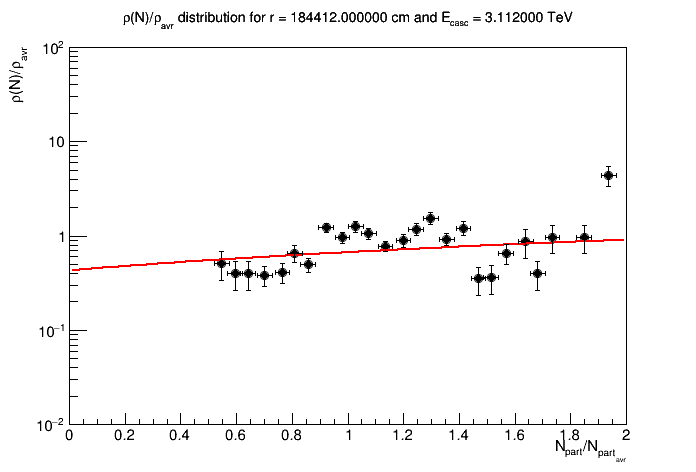 ρ(N)/ρavr distribution for r = 184412.000000 cm and Ecasc = 3.112000 TeV
ρ(N)/ρavr
10²
10
1
10⁻¹
10⁻²
0 0.2 0.4 0.6 0.8 1 1.2 1.4 1.6 1.8 2
Npart/Npartavr